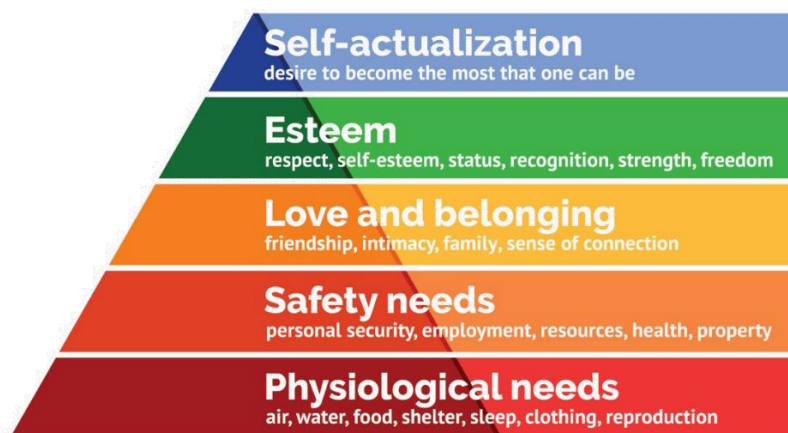 Self-actualization
desire to become the most that one can be
Esteem
respect, self-esteem, status, recognition, strength, freedom
Love and belonging
friendship, intimacy, family, sense of connection
Safety needs
personal security, employment, resources, health, property
Physiological needs
air, water, food, shelter, sleep, clothing, reproduction